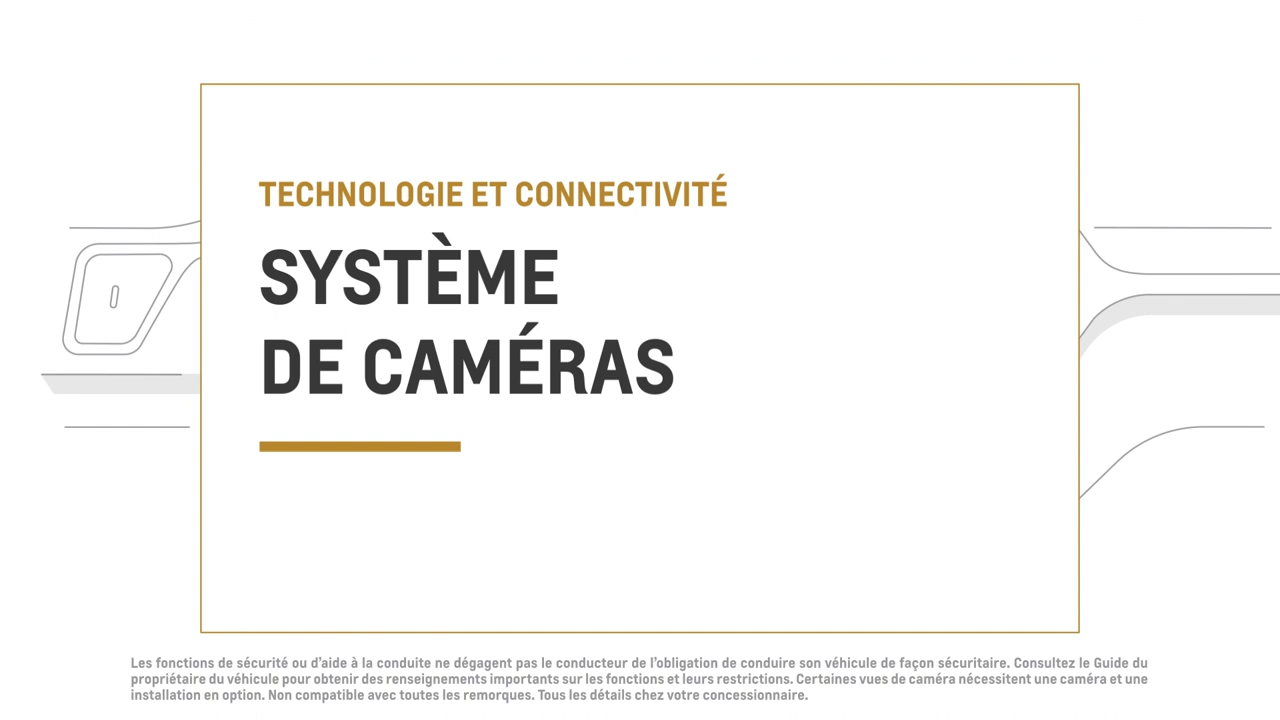 TECHNOLOGIE ET CONNECTIVITÉ
SYSTÈME
DE CAMÉRAS
Les fonctions de sécurité ou d’aide à la conduite ne dégagent pas le conducteur de l’obligation de conduire son véhicule de façon sécuritaire. Consultez le Guide du
propriétaire du véhicule pour obtenir des renseignements importants sur les fonctions et leurs restrictions. Certaines vues de caméra nécessitent une caméra et une
installation en option. Non compatible avec toutes les remorques. Tous les détails chez votre concessionnaire.